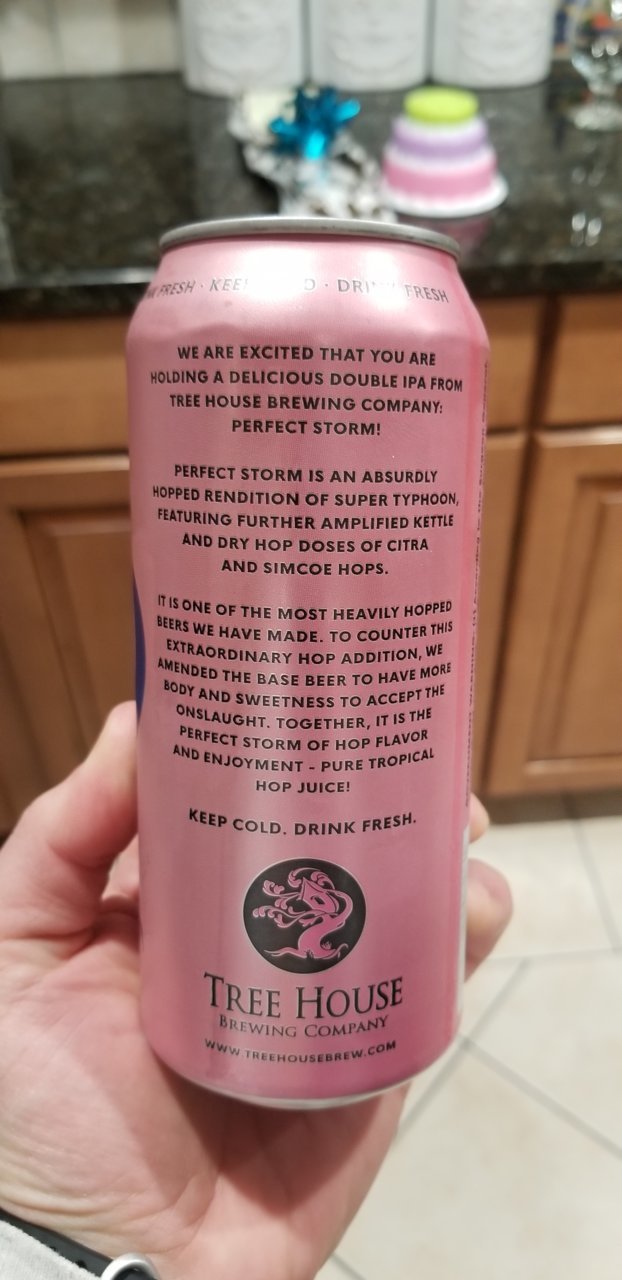 FRESH · KEE D · DRINK FRESH
WE ARE EXCITED THAT YOU ARE
HOLDING A DELICIOUS DOUBLE IPA FROM
TREE HOUSE BREWING COMPANY:
PERFECT STORM!
PERFECT STORM IS AN ABSURDLY
HOPPED RENDITION OF SUPER TYPHOON,
FEATURING FURTHER AMPLIFIED KETTLE
AND DRY HOP DOSES OF CITRA
AND SIMCOE HOPS.
IT IS ONE OF THE MOST HEAVILY HOPPED
BEERS WE HAVE MADE. TO COUNTER THIS
EXTRAORDINARY HOP ADDITION, WE
AMENDED THE BASE BEER TO HAVE MORE
BODY AND SWEETNESS TO ACCEPT THE
ONSLAUGHT. TOGETHER, IT IS THE
PERFECT STORM OF HOP FLAVOR
AND ENJOYMENT - PURE TROPICAL
HOP JUICE!
KEEP COLD. DRINK FRESH.
TREE HOUSE
BREWING COMPANY
WWW.TREEHOUSEBREW.COM